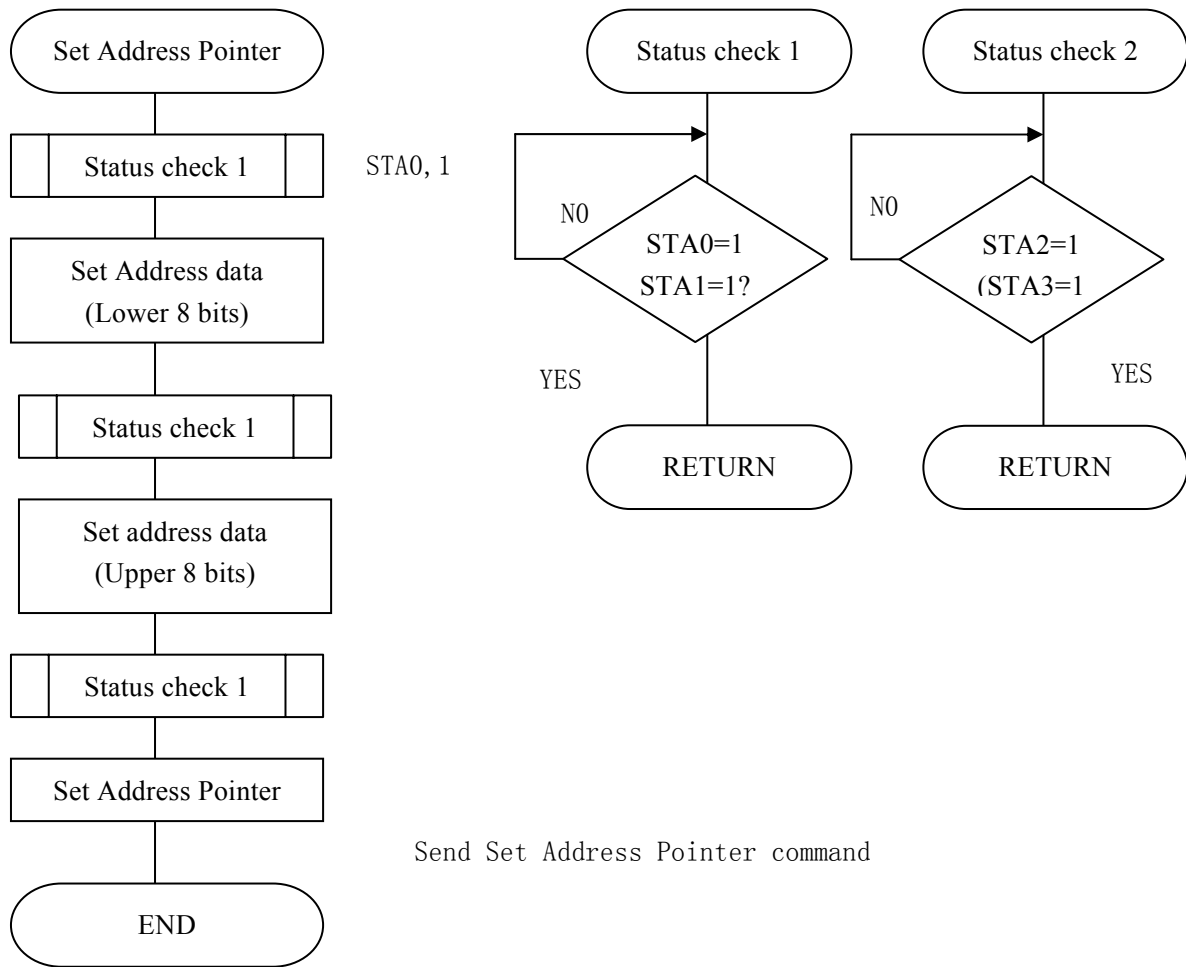 Set Address Pointer
Status check 1
STA0,1
Set Address data
(Lower 8 bits)
Status check 1
Set address data
(Upper 8 bits)
Status check 1
Set Address Pointer
Send Set Address Pointer command
END
Status check 1
NO
STA0=1
STA1=1?
YES
RETURN
Status check 2
NO
STA2=1
(STA3=1
YES
RETURN